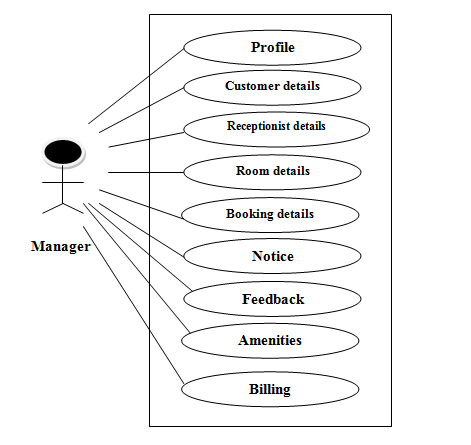 Profile
Customer details
Receptionist details
Room details
Booking details
Manager
Notice
Feedback
Amenities
Billing